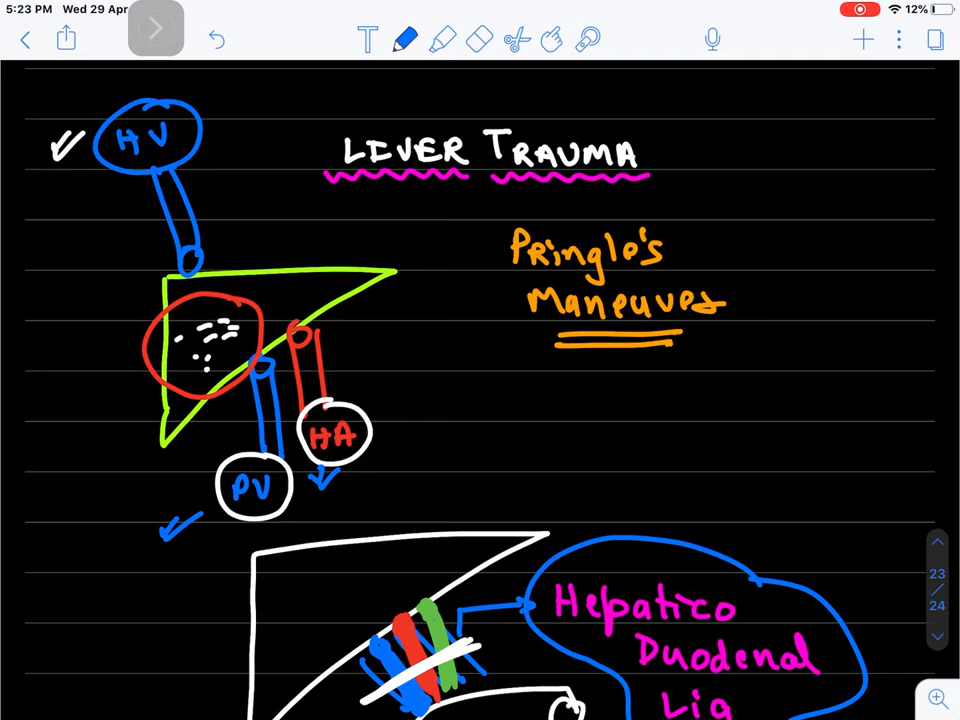 5:23 PM Wed 29 Apr
12%
T
HV
LIVER TRAUMA
Pringle's
Maneuver
HA
PV
23
/
24
Hepatico
Duodenal
Lig